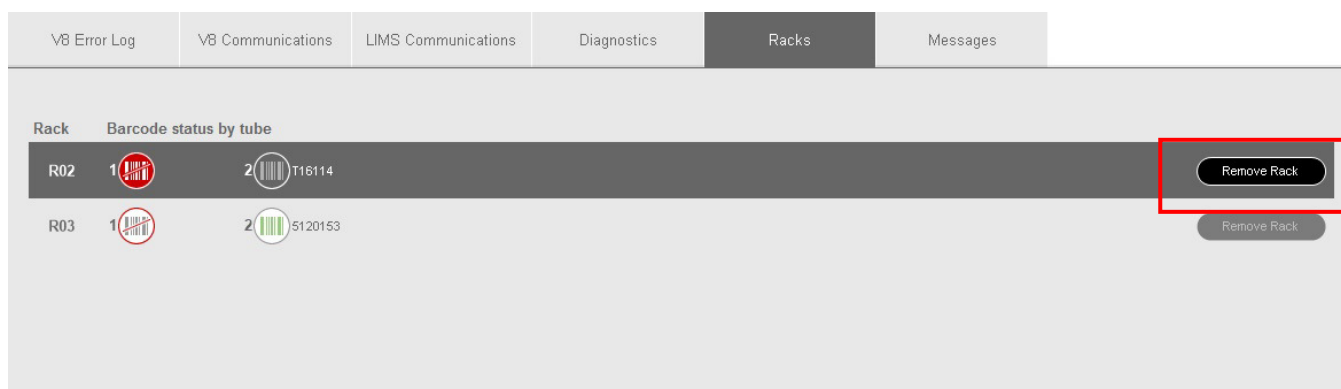 V8 Error Log V8 Communications LIMS Communications Diagnostics Racks Messages
Rack Barcode status by tube
R02 1 2 T16114 Remove Rack
R03 1 2 5120153 Remove Rack